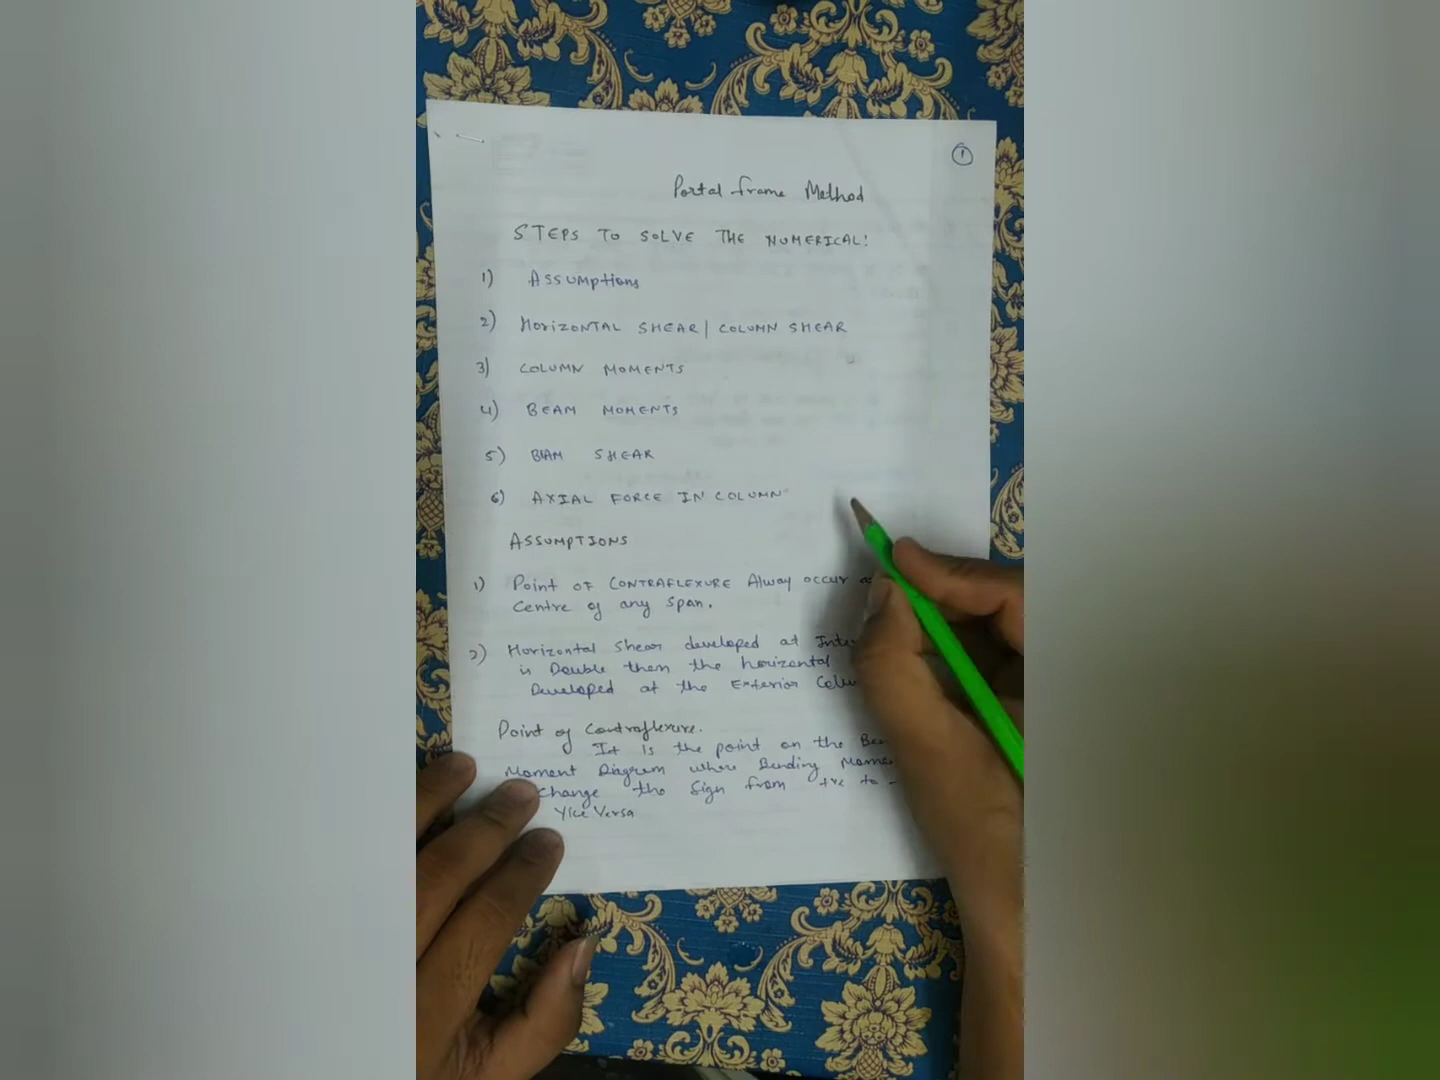 1
Portal frame Method
STEPS TO SOLVE THE NUMERICAL:
1) Assumptions
2) HORIZONTAL SHEAR | COLUMN SHEAR
3) COLUMN MOMENTS
4) BEAM MOMENTS
5) BEAM SHEAR
6) AXIAL FORCE IN COLUMN
ASSUMPTIONS
1) Point OF CONTRAFLEXURE Alway occur
Centre of any span.
2) Horizontal shear developed at
is Double then the horizontal
Developed at the Exterior
Point of Contraflexure.
It is the point on the
Moment Diagram where Bending
change the sign from +ve to -
Vice Versa